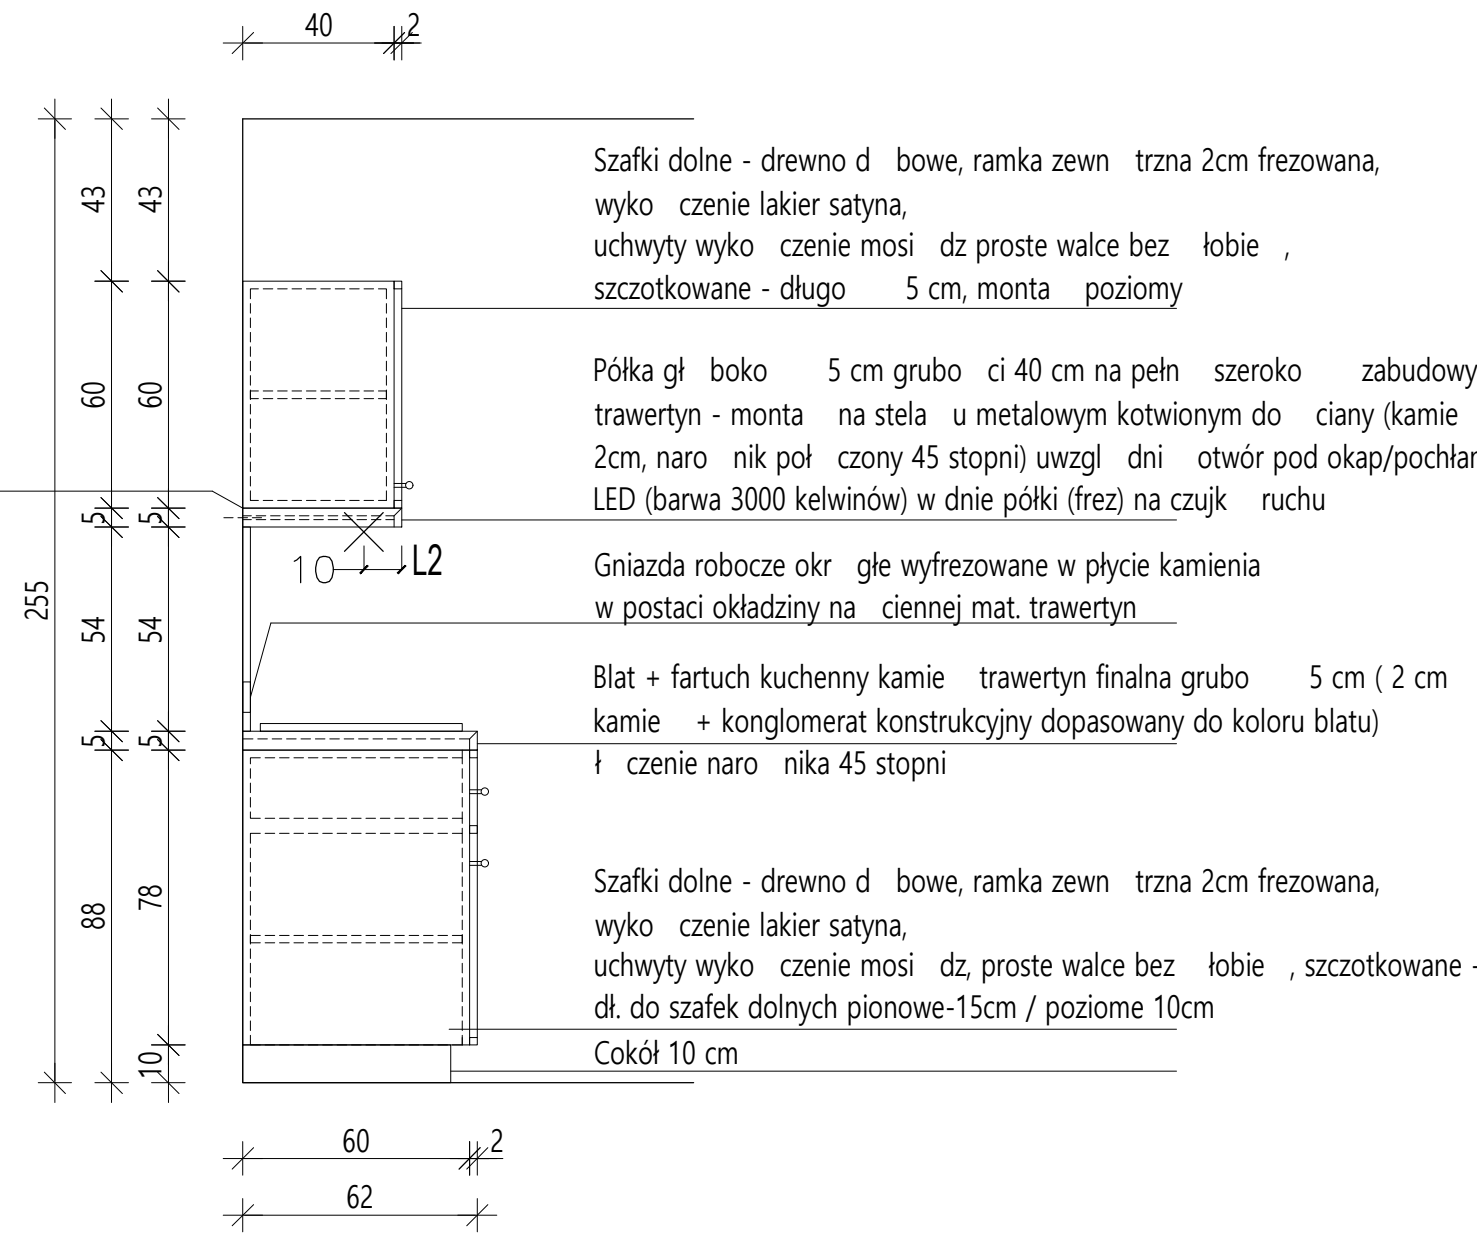 40 2
Szafki dolne - drewno d bowe, ramka zewn trzna 2cm frezowana,
wyko czenie lakier satyna,
uchwyty wyko czenie mosi dz proste walce bez łobie ,
szczotkowane - długo 5 cm, monta poziomy
Półka gł boko 5 cm grubo ci 40 cm na pełn szeroko zabudowy
trawertyn - monta na stela u metalowym kotwionym do ciany (kamie
2cm, naro nik poł czony 45 stopni) uwzgl dni otwór pod okap/pochłan
LED (barwa 3000 kelwinów) w dnie półki (frez) na czujk ruchu
Gniazda robocze okr głe wyfrezowane w płycie kamienia
w postaci okładziny na ciennej mat. trawertyn
Blat + fartuch kuchenny kamie trawertyn finalna grubo 5 cm ( 2 cm
kamie + konglomerat konstrukcyjny dopasowany do koloru blatu)
ł czenie naro nika 45 stopni
Szafki dolne - drewno d bowe, ramka zewn trzna 2cm frezowana,
wyko czenie lakier satyna,
uchwyty wyko czenie mosi dz, proste walce bez łobie , szczotkowane -
dł. do szafek dolnych pionowe-15cm / poziome 10cm
Cokół 10 cm
255
43
60
5
54
5
88
43
60
5
54
5
78
10
10 L2
60 2
62